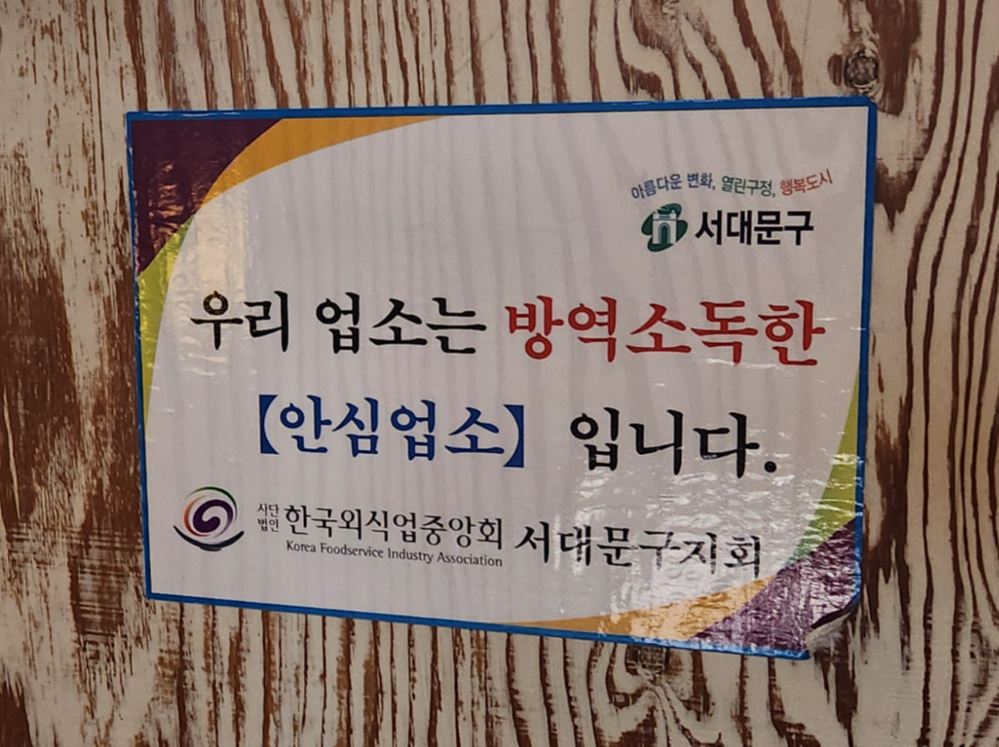 아름다운 변화, 열린구정, 행복도시
서대문구
우리 업소는 방역소독한
【안심업소】 입니다.
사단법인 한국외식업중앙회 서대문구지회
Korea Foodservice Industry Association